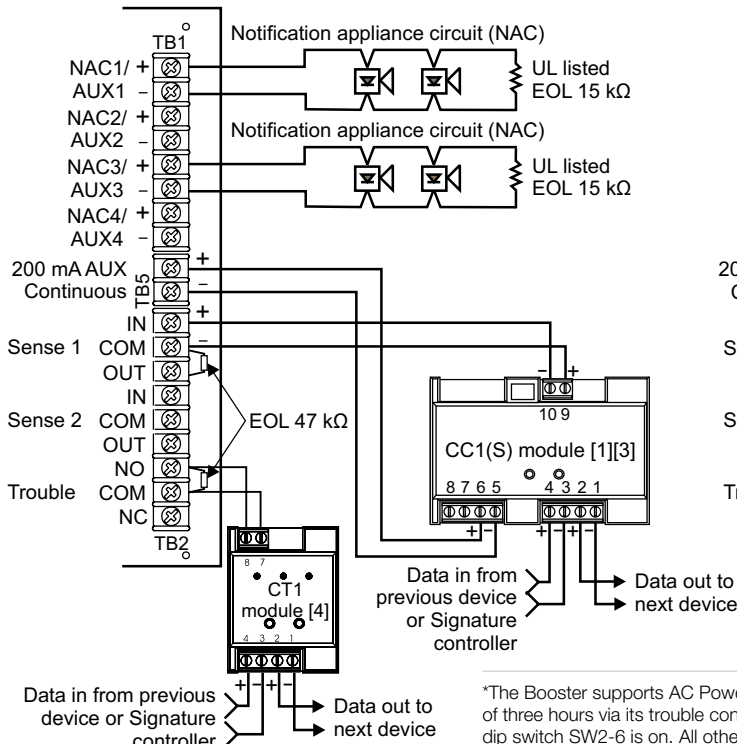 TB1
Notification appliance circuit (NAC)
NAC1/ +
AUX1 −
UL listed
EOL 15 kΩ
NAC2/ +
AUX2 −
Notification appliance circuit (NAC)
NAC3/ +
AUX3 −
UL listed
EOL 15 kΩ
NAC4/ +
AUX4 −
200 mA AUX +
Continuous −
TB5
IN +
Sense 1 COM −
OUT
IN
Sense 2 COM
OUT
EOL 47 kΩ
NO
Trouble COM
NC
TB2
− +
10 9
CC1(S) module [1][3]
8 7 6 5 4 3 2 1
+ − + − + −
Data in from
previous device
or Signature
controller
Data out to
next device
8 7
CT1
module [4]
4 3 2 1
+ − + −
Data in from previous
device or Signature
controller
Data out to
next device
20
S
S
*The Booster supports AC Powe
of three hours via its trouble con
dip switch SW2-6 is on. All othe